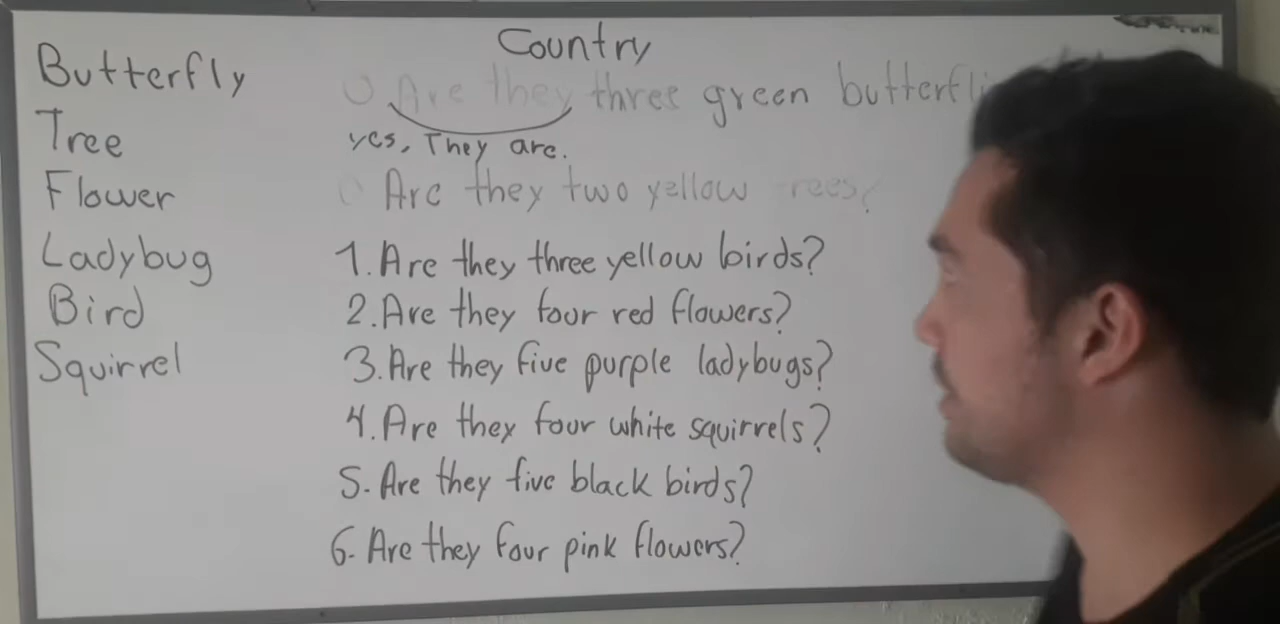 Country
Butterfly
Tree
Flower
Ladybug
Bird
Squirrel
Are they three green
yes, They are.
Are they two yellow trees?
1. Are they three yellow birds?
2. Are they four red flowers?
3. Are they five purple ladybugs?
4. Are they four white squirrels?
5. Are they five black birds?
6. Are they four pink flowers?